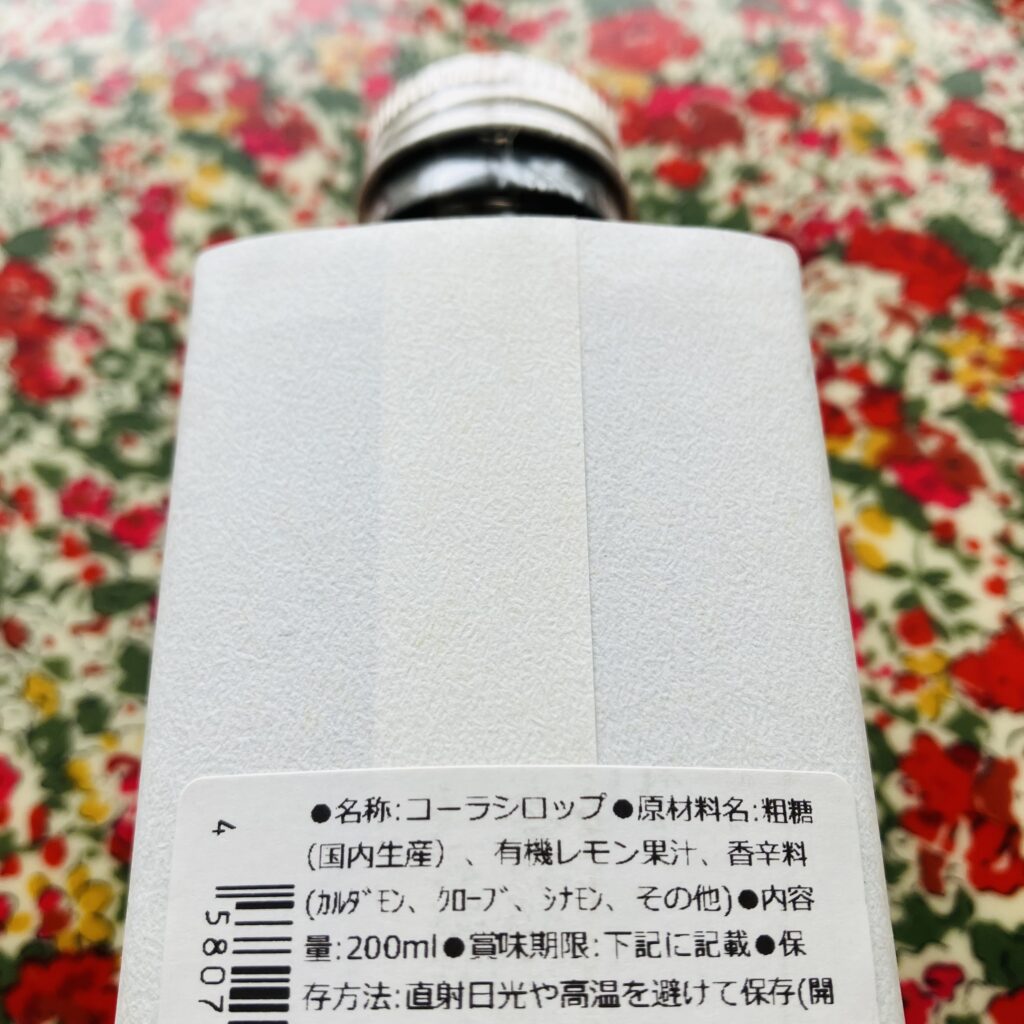 ●名称:コーラシロップ●原材料名:粗糖
(国内生産）、有機レモン果汁、香辛料
(ｶﾙﾀﾞﾓﾝ、ｸﾛｰﾌﾞ、ｼﾅﾓﾝ、その他)●内容
量:200ml●賞味期限:下記に記載●保
存方法:直射日光や高温を避けて保存(開
4
5807